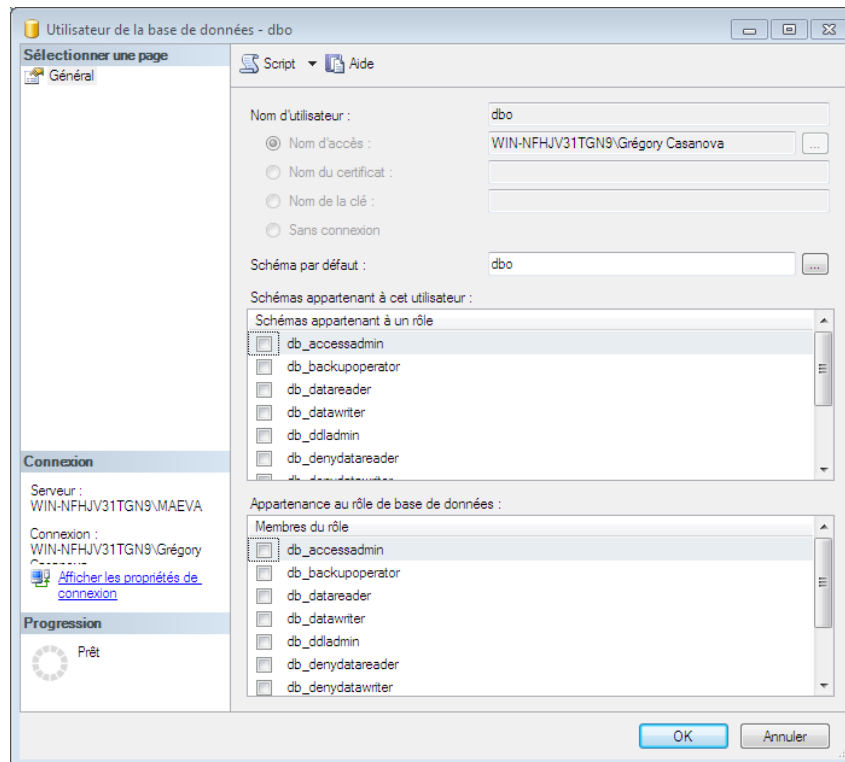 Utilisateur de la base de données - dbo
Sélectionner une page
Général
Script
Aide
Nom d'utilisateur :
dbo
Nom d'accès :
WIN-NFHJV31TGN9\Grégory Casanova
...
Nom du certificat :
Nom de la clé :
Sans connexion
Schéma par défaut :
dbo
...
Schémas appartenant à cet utilisateur :
Schémas appartenant à un rôle
db_accessadmin
db_backupoperator
db_datareader
db_datawriter
db_ddladmin
db_denydatareader
db_denydatawriter
Appartenance au rôle de base de données :
Membres du rôle
db_accessadmin
db_backupoperator
db_datareader
db_datawriter
db_ddladmin
db_denydatareader
db_denydatawriter
Connexion
Serveur :
WIN-NFHJV31TGN9\MAEVA
Connexion :
WIN-NFHJV31TGN9\Grégory
Casanova
Afficher les propriétés de
connexion
Progression
Prêt
OK
Annuler